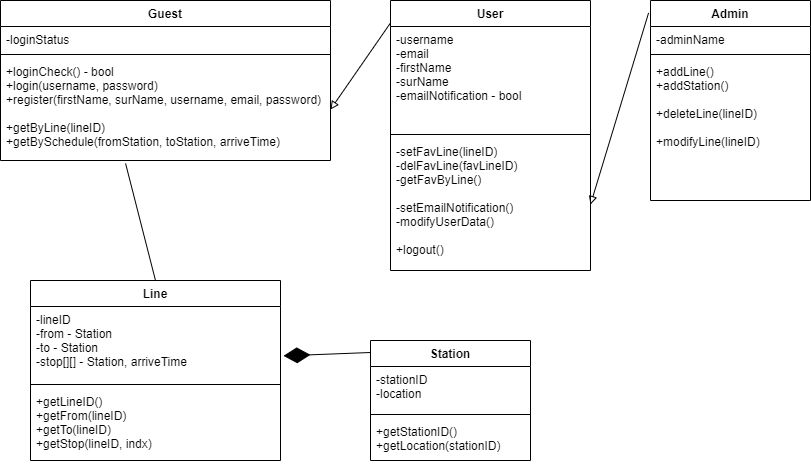 Guest
-loginStatus
+loginCheck() - bool
+login(username, password)
+register(firstName, surName, username, email, password)
+getByLine(lineID)
+getBySchedule(fromStation, toStation, arriveTime)
User
-username
-email
-firstName
-surName
-emailNotification - bool
-setFavLine(lineID)
-delFavLine(favLineID)
-getFavByLine()
-setEmailNotification()
-modifyUserData()
+logout()
Admin
-adminName
+addLine()
+addStation()
+deleteLine(lineID)
+modifyLine(lineID)
Line
-lineID
-from - Station
-to - Station
-stop[][] - Station, arriveTime
+getLineID()
+getFrom(lineID)
+getTo(lineID)
+getStop(lineID, indx)
Station
-stationID
-location
+getStationID()
+getLocation(stationID)